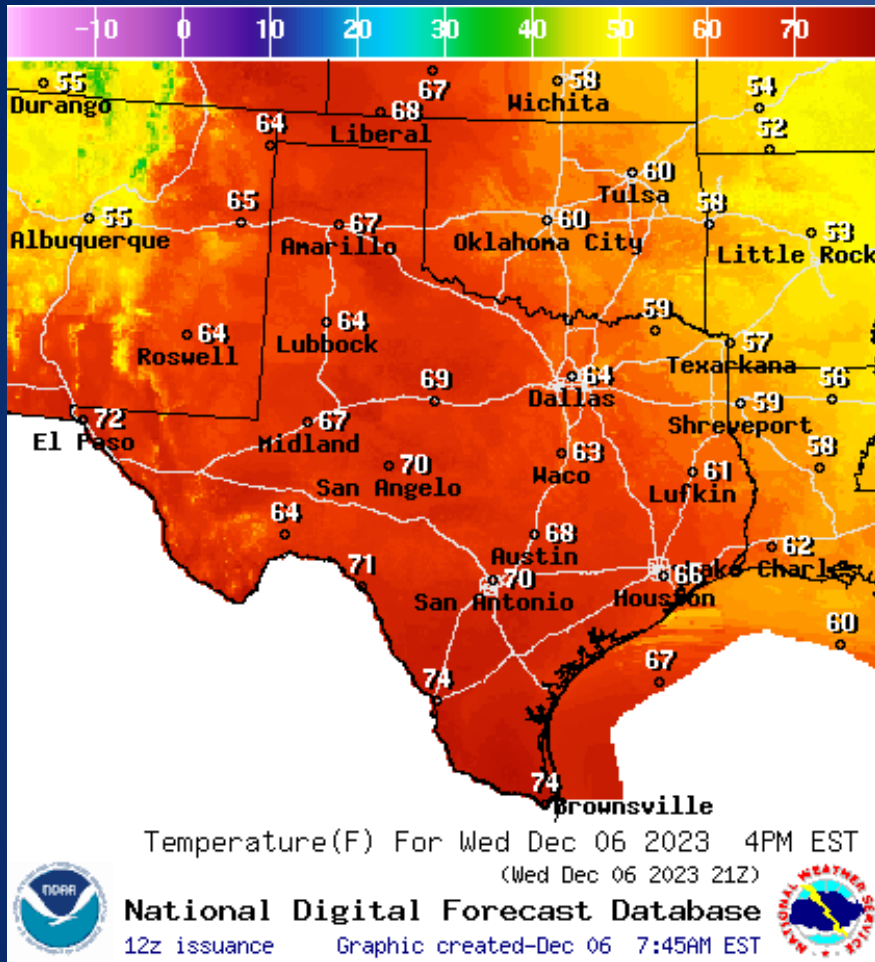 -10 0 10 20 30 40 50 60 70
55
Durango
67
58
Wichita
54
68
Liberal
64
52
60
Tulsa
55
Albuquerque
65
67
Amarillo
60
Oklahoma City
58
53
Little Rock
64
Roswell
64
Lubbock
59
57
Texarkana
72
El Paso
67
Midland
69
64
Dallas
59
Shreveport
56
70
San Angelo
63
Waco
61
Lufkin
58
64
68
Austin
62
Lake Charles
71
70
San Antonio
66
Houston
60
67
74
74
Brownsville
Temperature(F) For Wed Dec 06 2023 4PM EST
(Wed Dec 06 2023 21Z)
NOAA
National Digital Forecast Database
12z issuance Graphic created-Dec 06 7:45AM EST
NATIONAL WEATHER SERVICE